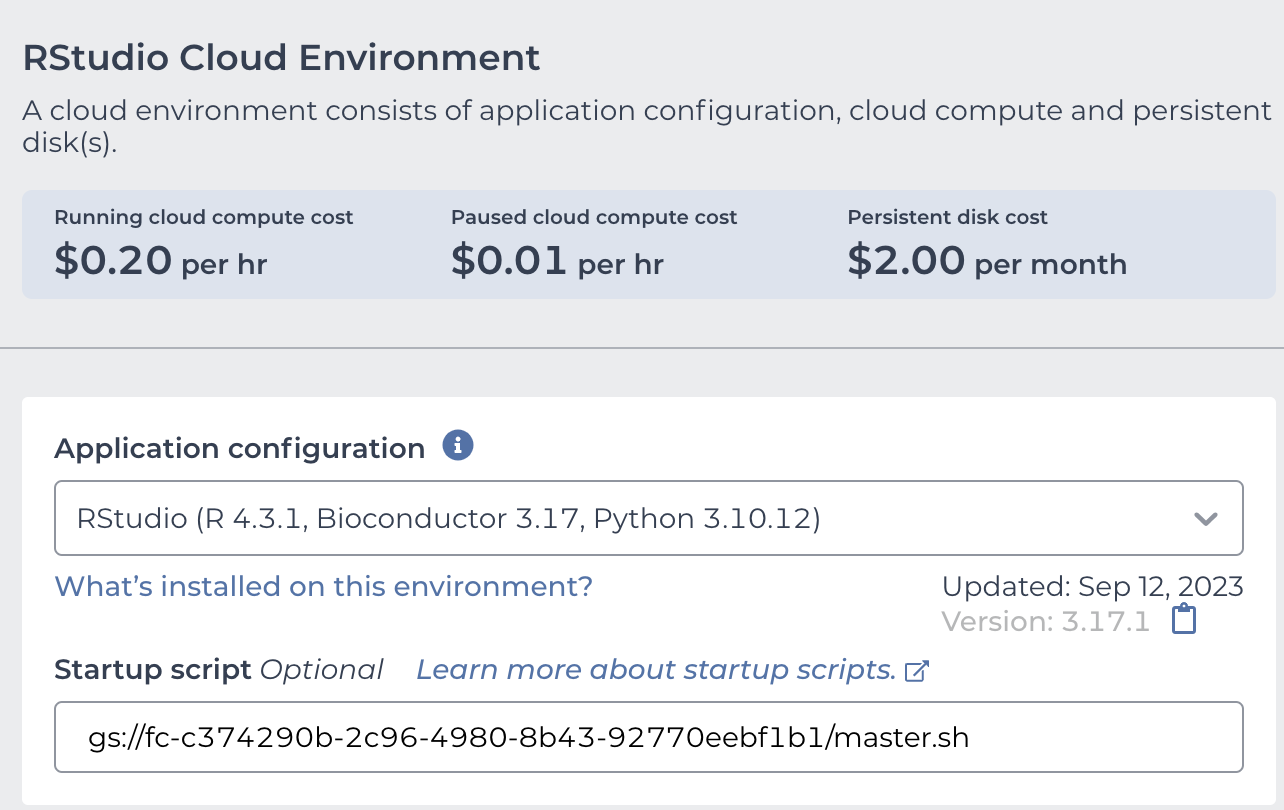 RStudio Cloud Environment
A cloud environment consists of application configuration, cloud compute and persistent
disk(s).
Running cloud compute cost
$0.20 per hr
Paused cloud compute cost
$0.01 per hr
Persistent disk cost
$2.00 per month
Application configuration
RStudio (R 4.3.1, Bioconductor 3.17, Python 3.10.12)
What’s installed on this environment?
Updated: Sep 12, 2023
Version: 3.17.1
Startup script Optional Learn more about startup scripts.
gs://fc-c374290b-2c96-4980-8b43-92770eebf1b1/master.sh